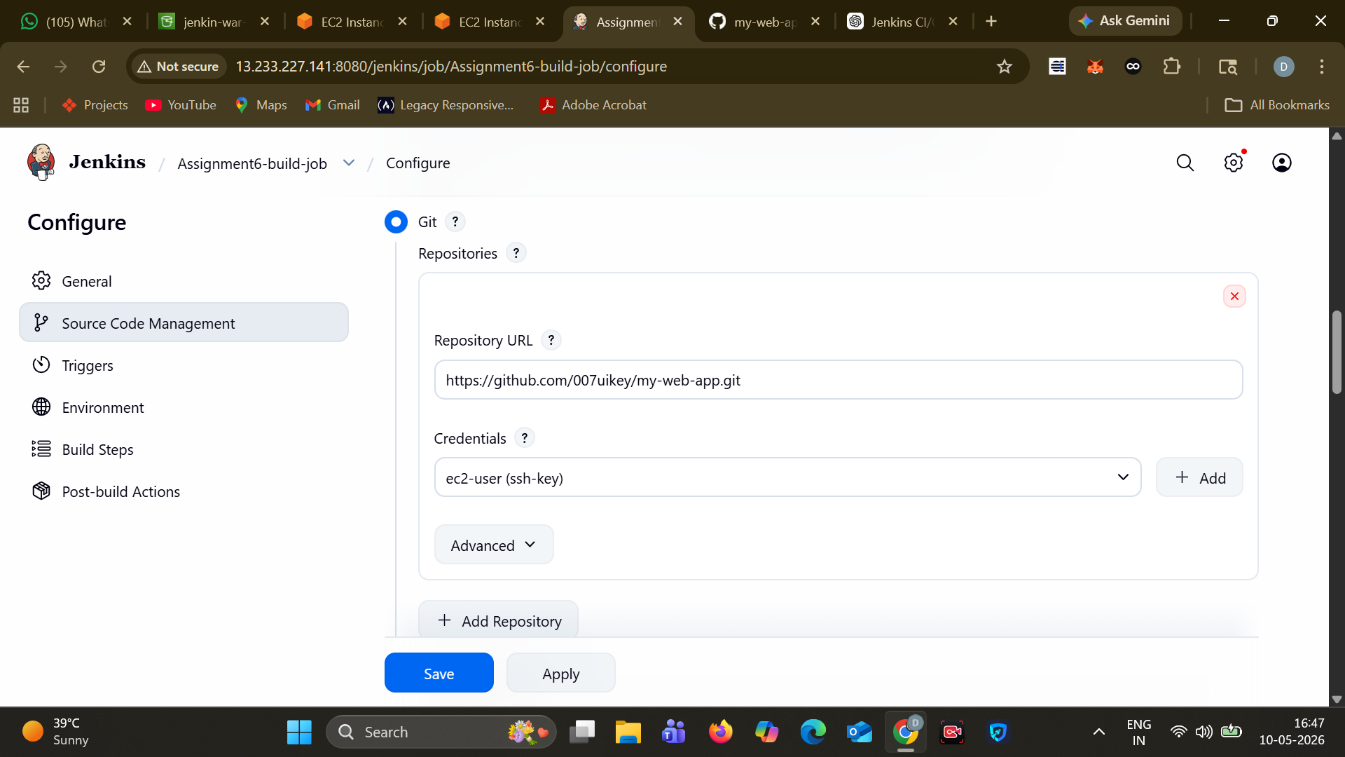 (105) What
jenkin-war-
EC2 Instanc
EC2 Instanc
Assignment
my-web-ap
Jenkins CI/
Ask Gemini
Not secure
13.233.227.141:8080/jenkins/job/Assignment6-build-job/configure
D
Projects
YouTube
Maps
Gmail
Legacy Responsive...
Adobe Acrobat
All Bookmarks
Jenkins / Assignment6-build-job / Configure
Configure
General
Source Code Management
Triggers
Environment
Build Steps
Post-build Actions
Git ?
Repositories ?
Repository URL ?
https://github.com/007uikey/my-web-app.git
Credentials ?
ec2-user (ssh-key)
+ Add
Advanced
+ Add Repository
Save
Apply
39°C
Sunny
Search
ENG
IN
16:47
10-05-2026